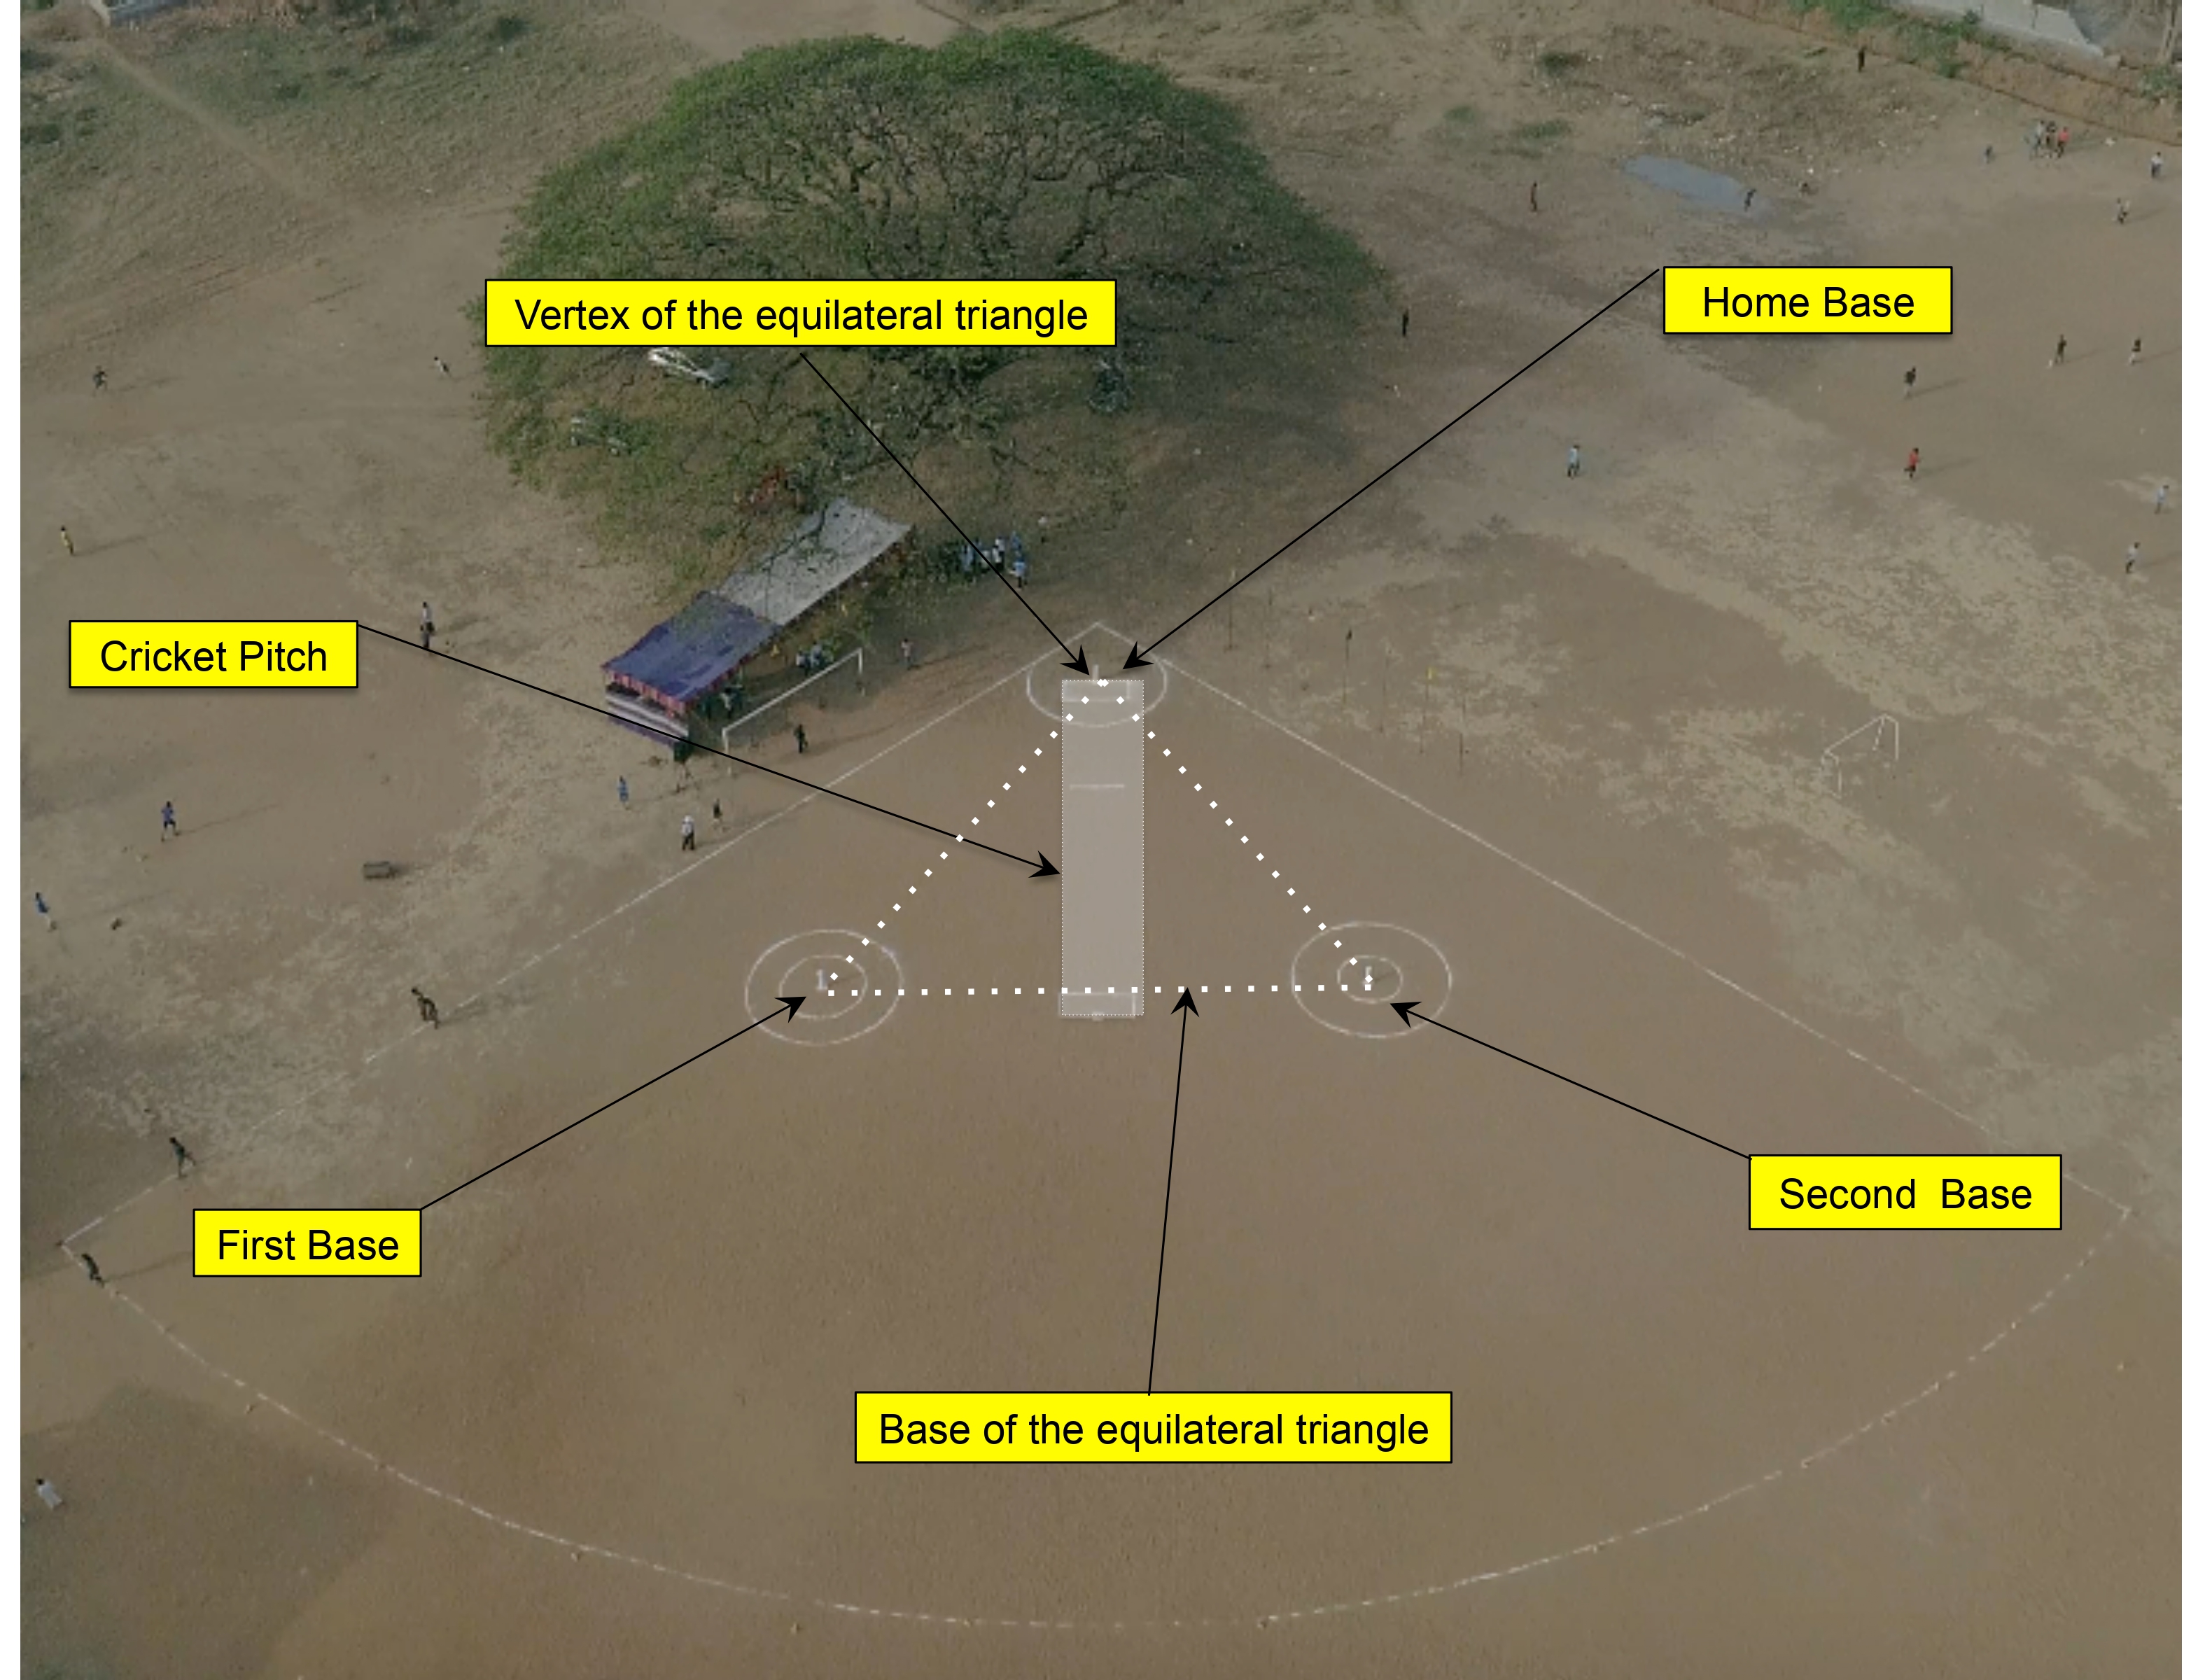 Vertex of the equilateral triangle
Home Base
Cricket Pitch
First Base
Second Base
Base of the equilateral triangle